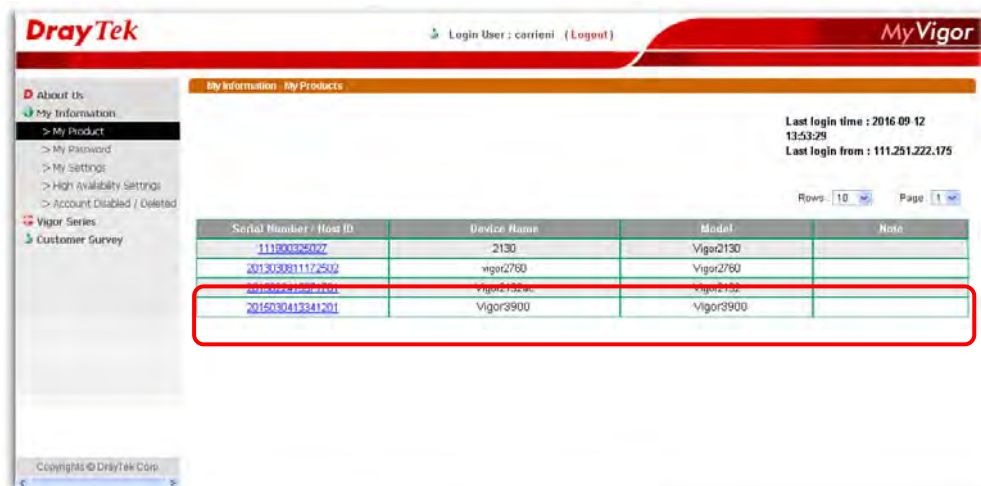 DrayTek
Login User : carrieni (Logout)
MyVigor
About Us
My Information
> My Product
> My Password
> My Settings
> High Availability Settings
> Account Disabled / Deleted
Vigor Series
Customer Survey
My Information - My Products
Last login time : 2016-09-12
13:53:29
Last login from : 111.251.222.175
Rows : 10 Page : 1
Serial Number / Host ID Device Name Model Note
111900325027 2130 Vigor2130
2013030811172502 vigor2760 Vigor2760
Vigor2132ac Vigor2132
2015030413341201 Vigor3900 Vigor3900
Copyrights © DrayTek Corp.